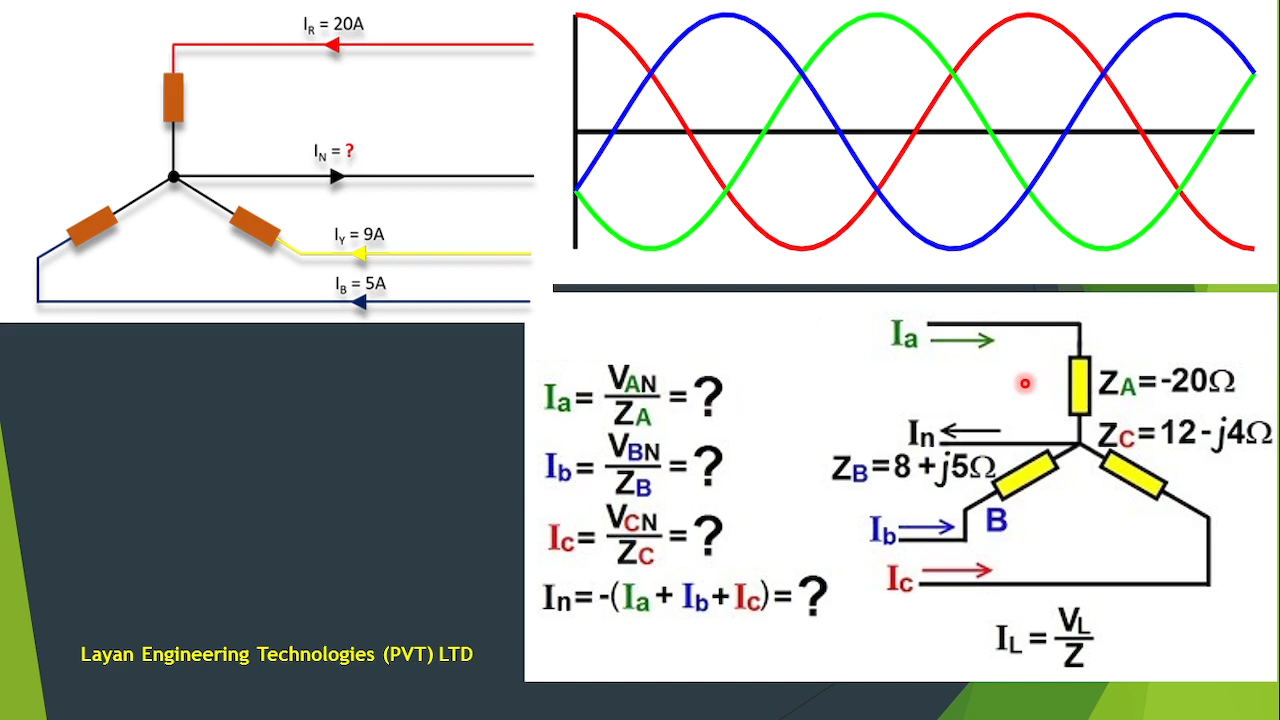 I_R = 20A
I_N = ?
I_Y = 9A
I_B = 5A
Ia = V_AN / Z_A = ?
Ib = V_BN / Z_B = ?
Ic = V_CN / Z_C = ?
In = -(Ia + Ib + Ic) = ?
Ia
Z_A = -20Ω
In
Z_C = 12 - j4Ω
Z_B = 8 + j5Ω
B
Ib
Ic
I_L = V_L / Z
Layan Engineering Technologies (PVT) LTD